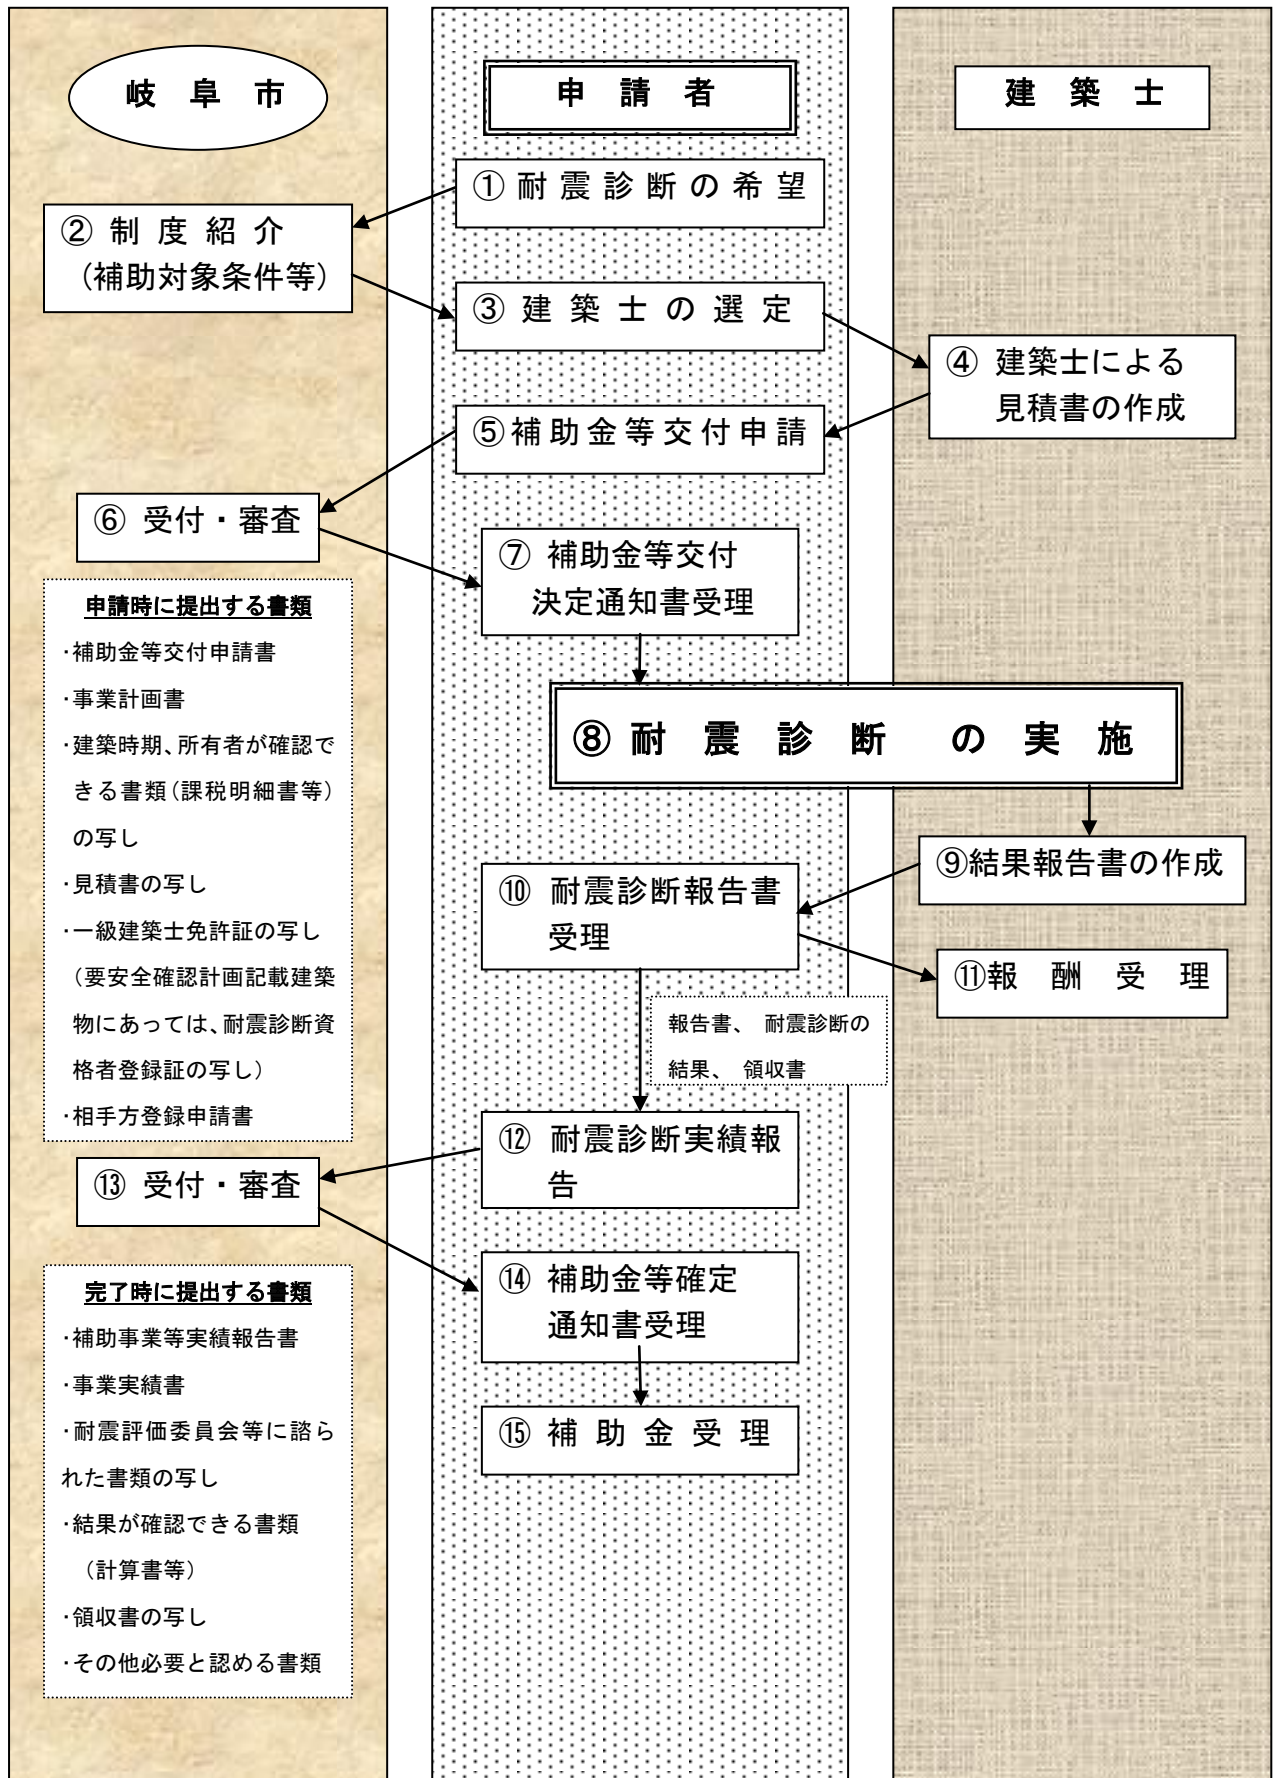 岐阜市
申請者
建築士
①耐震診断の希望
②制度紹介
(補助対象条件等)
③建築士の選定
④建築士による
見積書の作成
⑤補助金等交付申請
⑥受付・審査
⑦補助金等交付
決定通知書受理
申請時に提出する書類
・補助金等交付申請書
・事業計画書
・建築時期、所有者が確認で
きる書類(課税明細書等)
の写し
・見積書の写し
・一級建築士免許証の写し
(要安全確認計画記載建築
物にあっては、耐震診断資
格者登録証の写し)
・相手方登録申請書
⑧耐震診断の実施
⑨結果報告書の作成
⑩耐震診断報告書
受理
⑪報酬受理
報告書、耐震診断の
結果、領収書
⑫耐震診断実績報
告
⑬受付・審査
⑭補助金等確定
通知書受理
⑮補助金受理
完了時に提出する書類
・補助事業等実績報告書
・事業実績書
・耐震評価委員会等に諮ら
れた書類の写し
・結果が確認できる書類
(計算書等)
・領収書の写し
・その他必要と認める書類